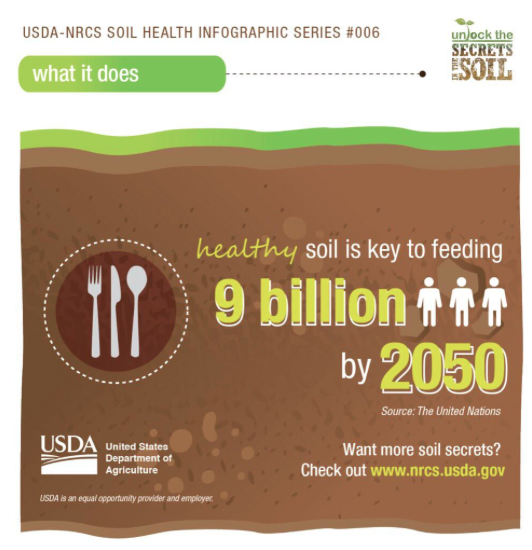 USDA-NRCS SOIL HEALTH INFOGRAPHIC SERIES #006
unlock the
SECRETS
IN THE
SOIL
what it does
healthy soil is key to feeding
9 billion
by 2050
Source: The United Nations
USDA
United States
Department of
Agriculture
Want more soil secrets?
Check out www.nrcs.usda.gov
USDA is an equal opportunity provider and employer.